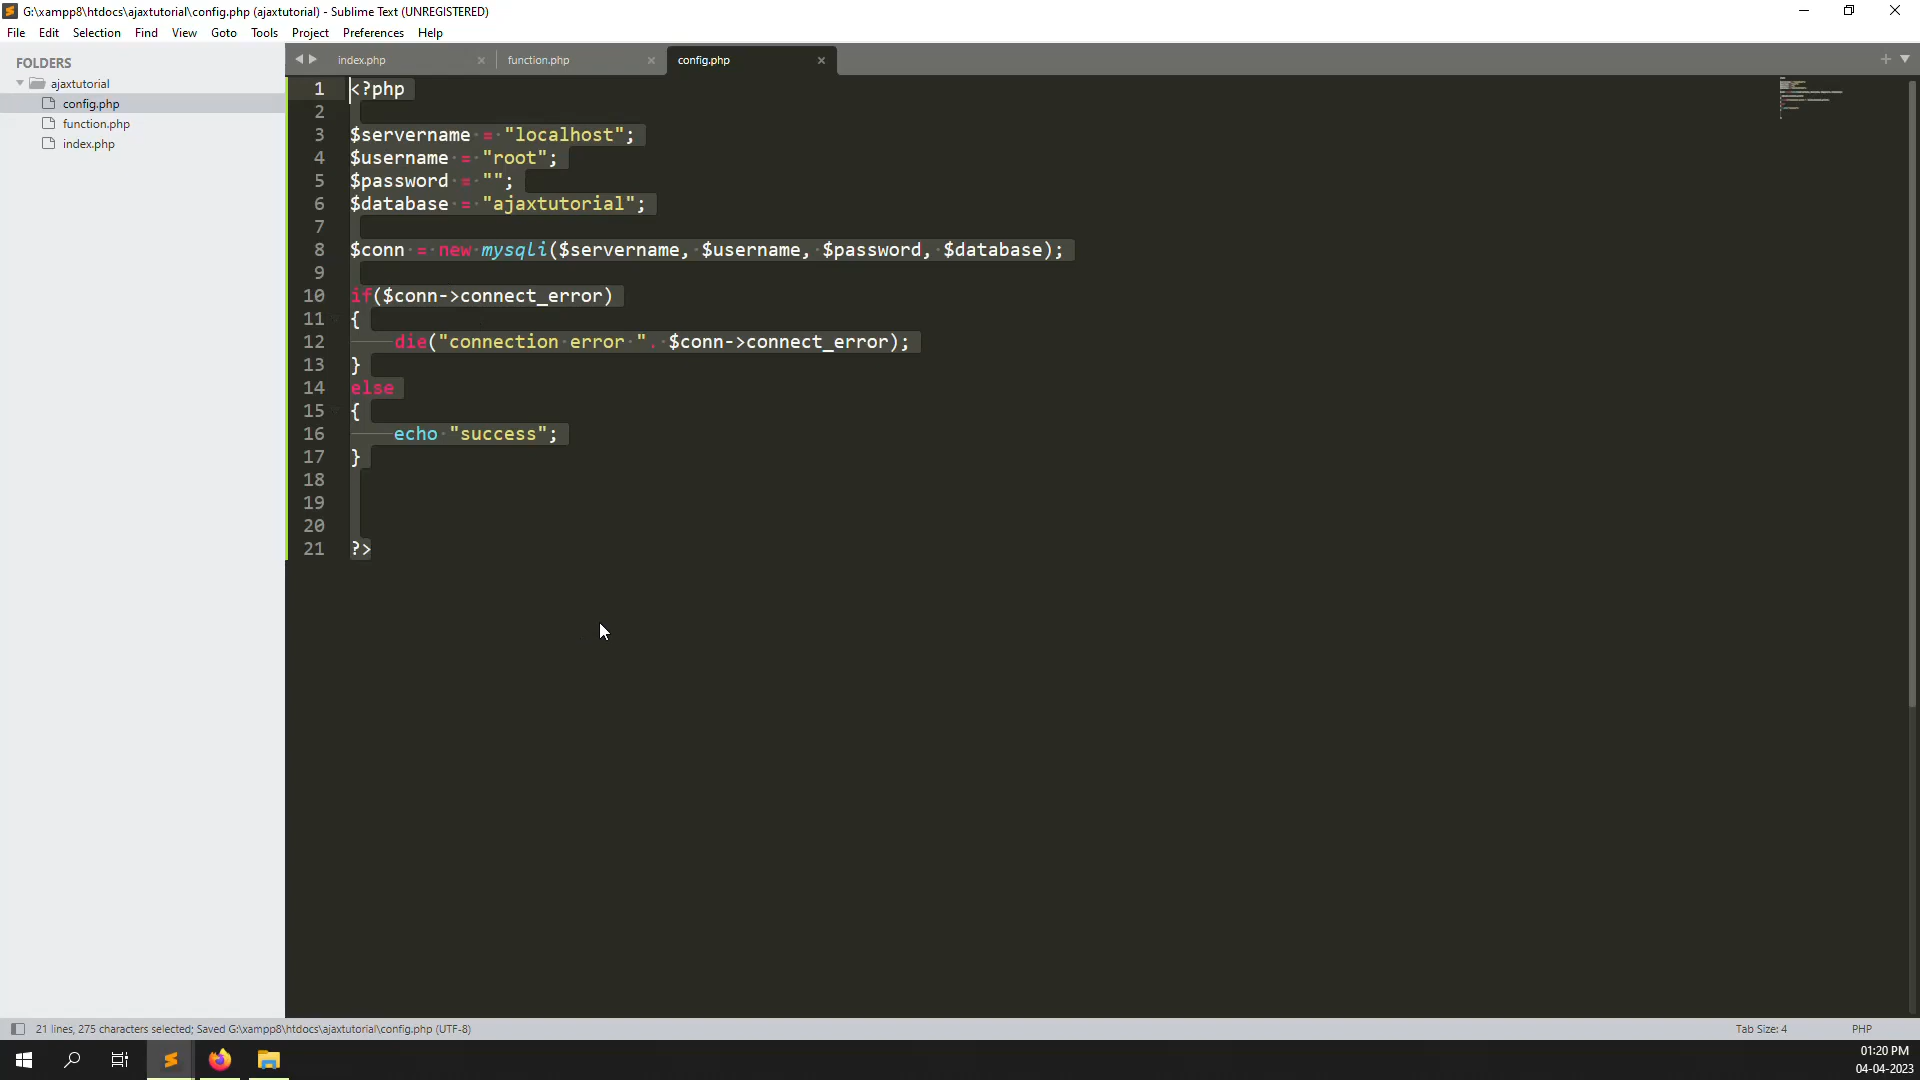 G:\xampp8\htdocs\ajaxtutorial\config.php (ajaxtutorial) - Sublime Text (UNREGISTERED)
File Edit Selection Find View Goto Tools Project Preferences Help
FOLDERS
ajaxtutorial
config.php
function.php
index.php
index.php function.php config.php
1 <?php
2
3 $servername = "localhost";
4 $username = "root";
5 $password = "";
6 $database = "ajaxtutorial";
7
8 $conn = new mysqli($servername, $username, $password, $database);
9
10 if($conn->connect_error)
11 {
12 die("connection error ". $conn->connect_error);
13 }
14 else
15 {
16 echo "success";
17 }
18
19
20
21 ?>
21 lines, 275 characters selected; Saved G:\xampp8\htdocs\ajaxtutorial\config.php (UTF-8) Tab Size: 4 PHP
01:20 PM
04-04-2023